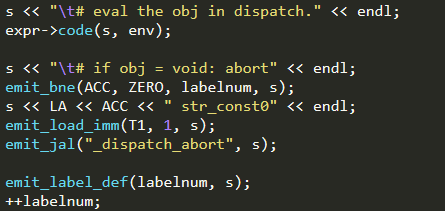 s << "\t# eval the obj in dispatch." << endl;
expr->code(s, env);
s << "\t# if obj = void: abort" << endl;
emit_bne(ACC, ZERO, labelnum, s);
s << LA << ACC << " str_const0" << endl;
emit_load_imm(T1, 1, s);
emit_jal("_dispatch_abort", s);
emit_label_def(labelnum, s);
++labelnum;